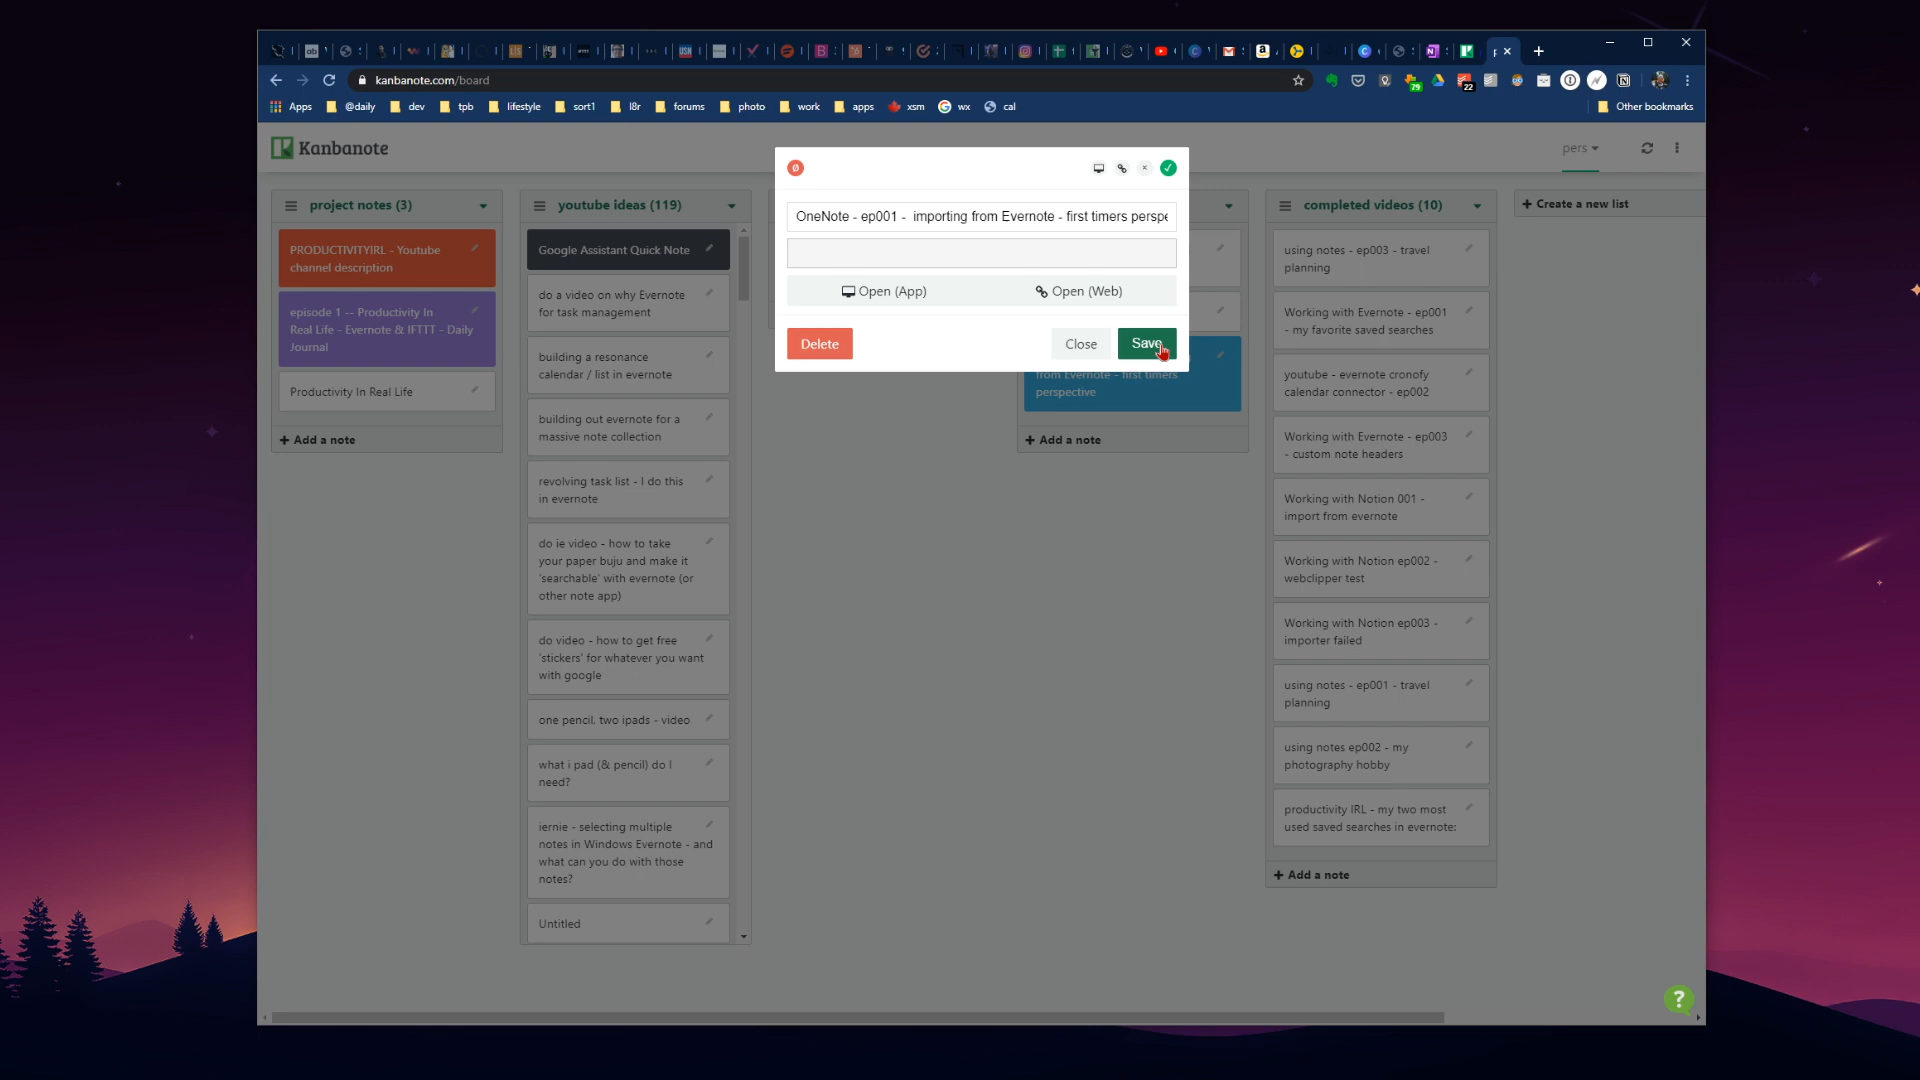 kanbanote.com/board
79
22
Apps
@daily
dev
tpb
lifestyle
sort1
l8r
forums
photo
work
apps
xsm
wx
cal
Other bookmarks
Kanbanote
pers
project notes (3)
PRODUCTIVITYIRL - Youtube
channel description
episode 1 -- Productivity In
Real Life - Evernote & IFTTT - Daily
Journal
Productivity In Real Life
Add a note
youtube ideas (119)
Google Assistant Quick Note
do a video on why Evernote
for task management
building a resonance
calendar / list in evernote
building out evernote for a
massive note collection
revolving task list - I do this
in evernote
do ie video - how to take
your paper buju and make it
'searchable' with evernote (or
other note app)
do video - how to get free
'stickers' for whatever you want
with google
one pencil, two ipads - video
what i pad (& pencil) do I
need?
iernie - selecting multiple
notes in Windows Evernote - and
what can you do with those
notes?
Untitled
OneNote - ep001 -  importing from Evernote - first timers perspe
Open (App)
Open (Web)
Delete
Close
Save
from Evernote - first timers
perspective
Add a note
completed videos (10)
using notes - ep003 - travel
planning
Working with Evernote - ep001
- my favorite saved searches
youtube - evernote cronofy
calendar connector - ep002
Working with Evernote - ep003
- custom note headers
Working with Notion 001 -
import from evernote
Working with Notion ep002 -
webclipper test
Working with Notion ep003 -
importer failed
using notes - ep001 - travel
planning
using notes ep002 - my
photography hobby
productivity IRL - my two most
used saved searches in evernote:
Add a note
Create a new list
?